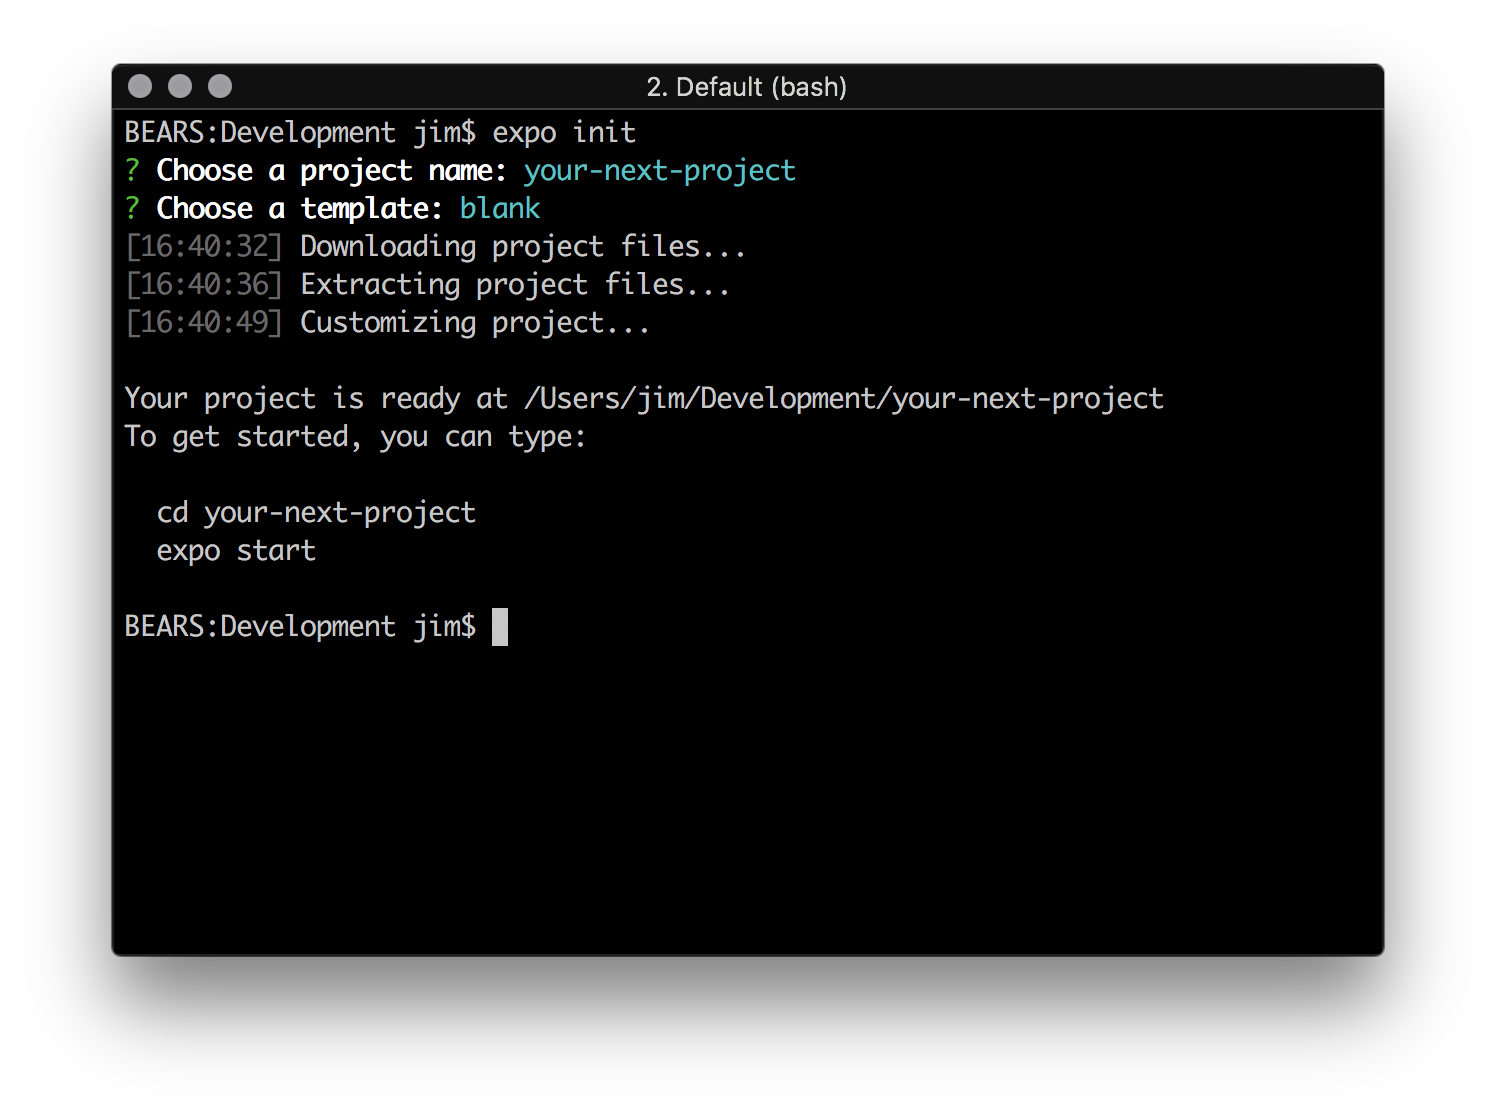 2. Default (bash)
BEARS:Development jim$ expo init
? Choose a project name: your-next-project
? Choose a template: blank
[16:40:32] Downloading project files...
[16:40:36] Extracting project files...
[16:40:49] Customizing project...
Your project is ready at /Users/jim/Development/your-next-project
To get started, you can type:
cd your-next-project
expo start
BEARS:Development jim$